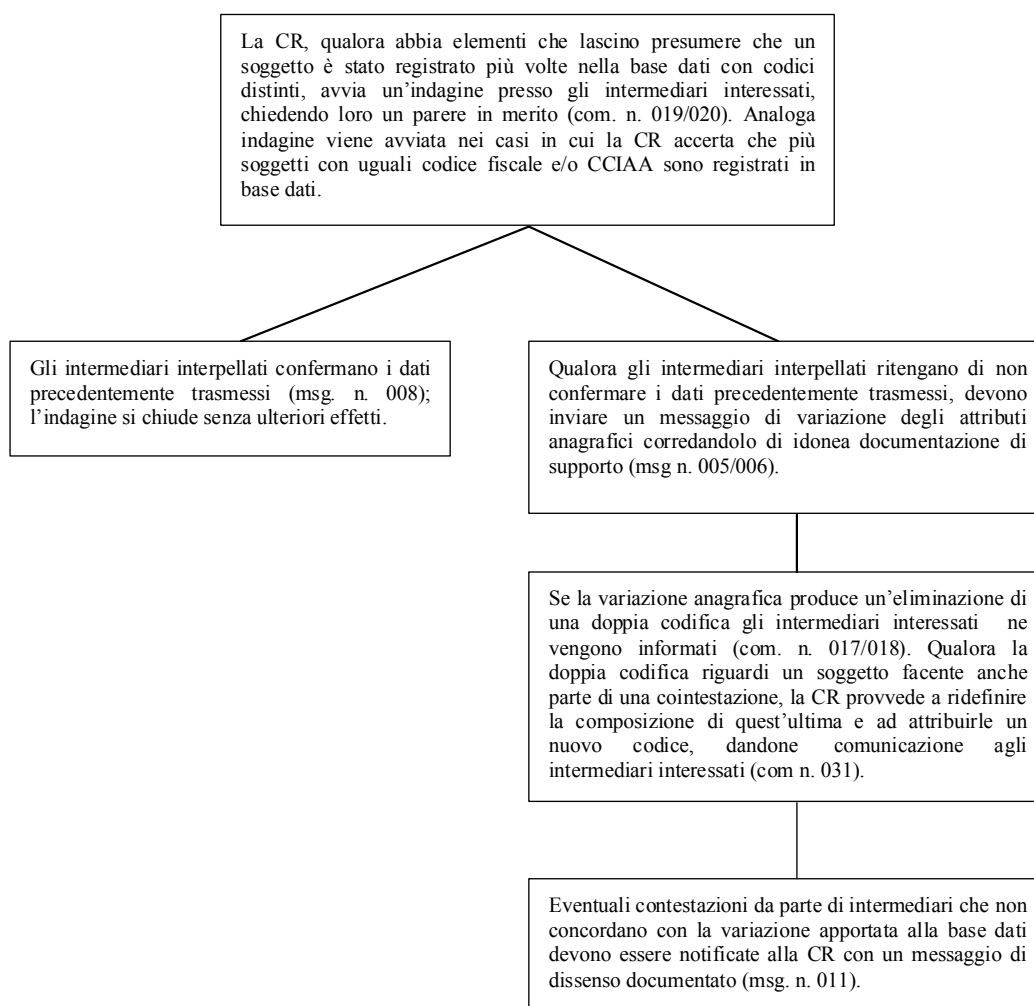 La CR, qualora abbia elementi che lascino presumere che un
soggetto è stato registrato più volte nella base dati con codici
distinti, avvia un'indagine presso gli intermediari interessati,
chiedendo loro un parere in merito (com. n. 019/020). Analoga
indagine viene avviata nei casi in cui la CR accerta che più
soggetti con uguali codice fiscale e/o CCIAA sono registrati in
base dati.
Gli intermediari interpellati confermano i dati
precedentemente trasmessi (msg. n. 008);
l'indagine si chiude senza ulteriori effetti.
Qualora gli intermediari interpellati ritengano di non
confermare i dati precedentemente trasmessi, devono
inviare un messaggio di variazione degli attributi
anagrafici corredandolo di idonea documentazione di
supporto (msg n. 005/006).
Se la variazione anagrafica produce un'eliminazione di
una doppia codifica gli intermediari interessati ne
vengono informati (com. n. 017/018). Qualora la
doppia codifica riguardi un soggetto facente anche
parte di una cointestazione, la CR provvede a ridefinire
la composizione di quest'ultima e ad attribuirle un
nuovo codice, dandone comunicazione agli
intermediari interessati (com n. 031).
Eventuali contestazioni da parte di intermediari che non
concordano con la variazione apportata alla base dati
devono essere notificate alla CR con un messaggio di
dissenso documentato (msg. n. 011).